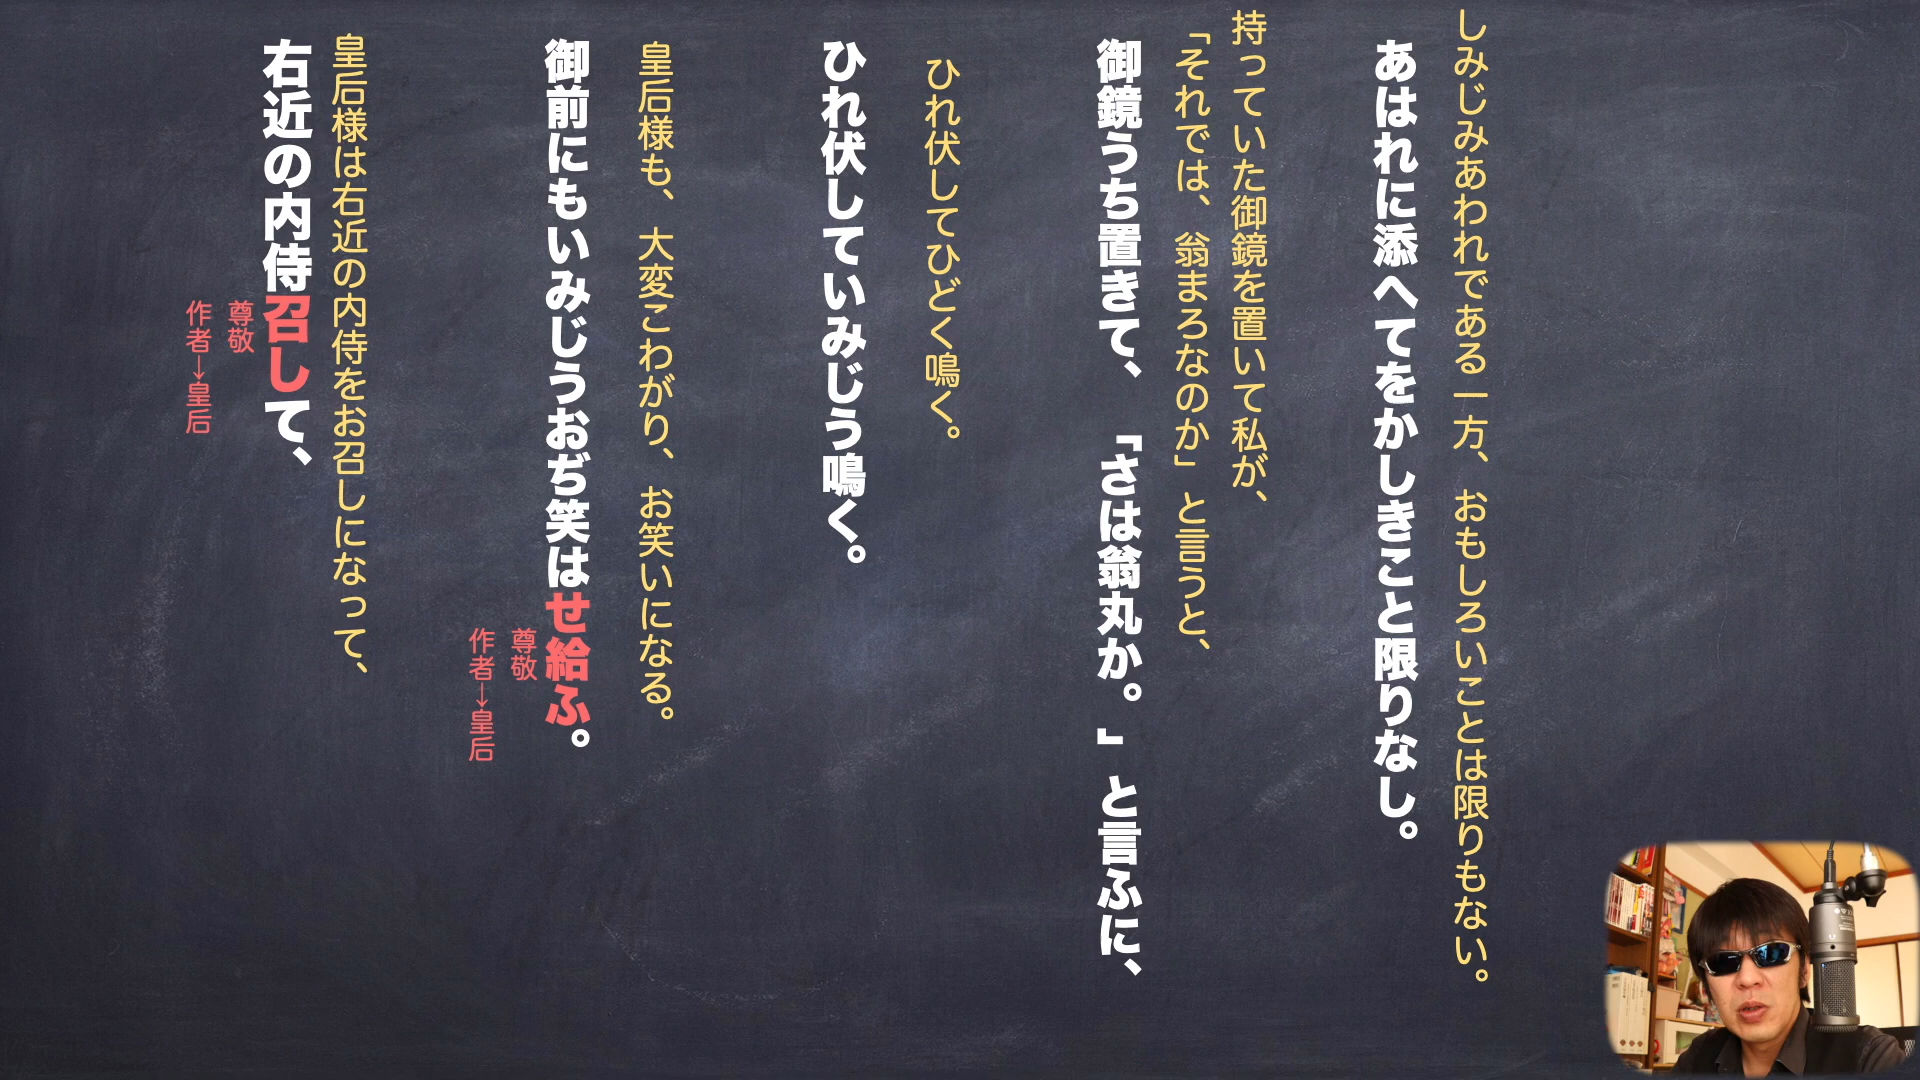 しみじみあわれである一方、おもしろいことは限りもない。
あはれに添へてをかしきこと限りなし。
持っていた御鏡を置いて私が、
「それでは、翁まろなのか」と言うと、
御鏡うち置きて、「さは翁丸か。」と言ふに、
ひれ伏してひどく鳴く。
ひれ伏していみじう鳴く。
皇后様も、大変こわがり、お笑いになる。
御前にもいみじうおぢ笑はせ給ふ。
尊敬
作者→皇后
皇后様は右近の内侍をお召しになって、
右近の内侍召して、
尊敬
作者→皇后